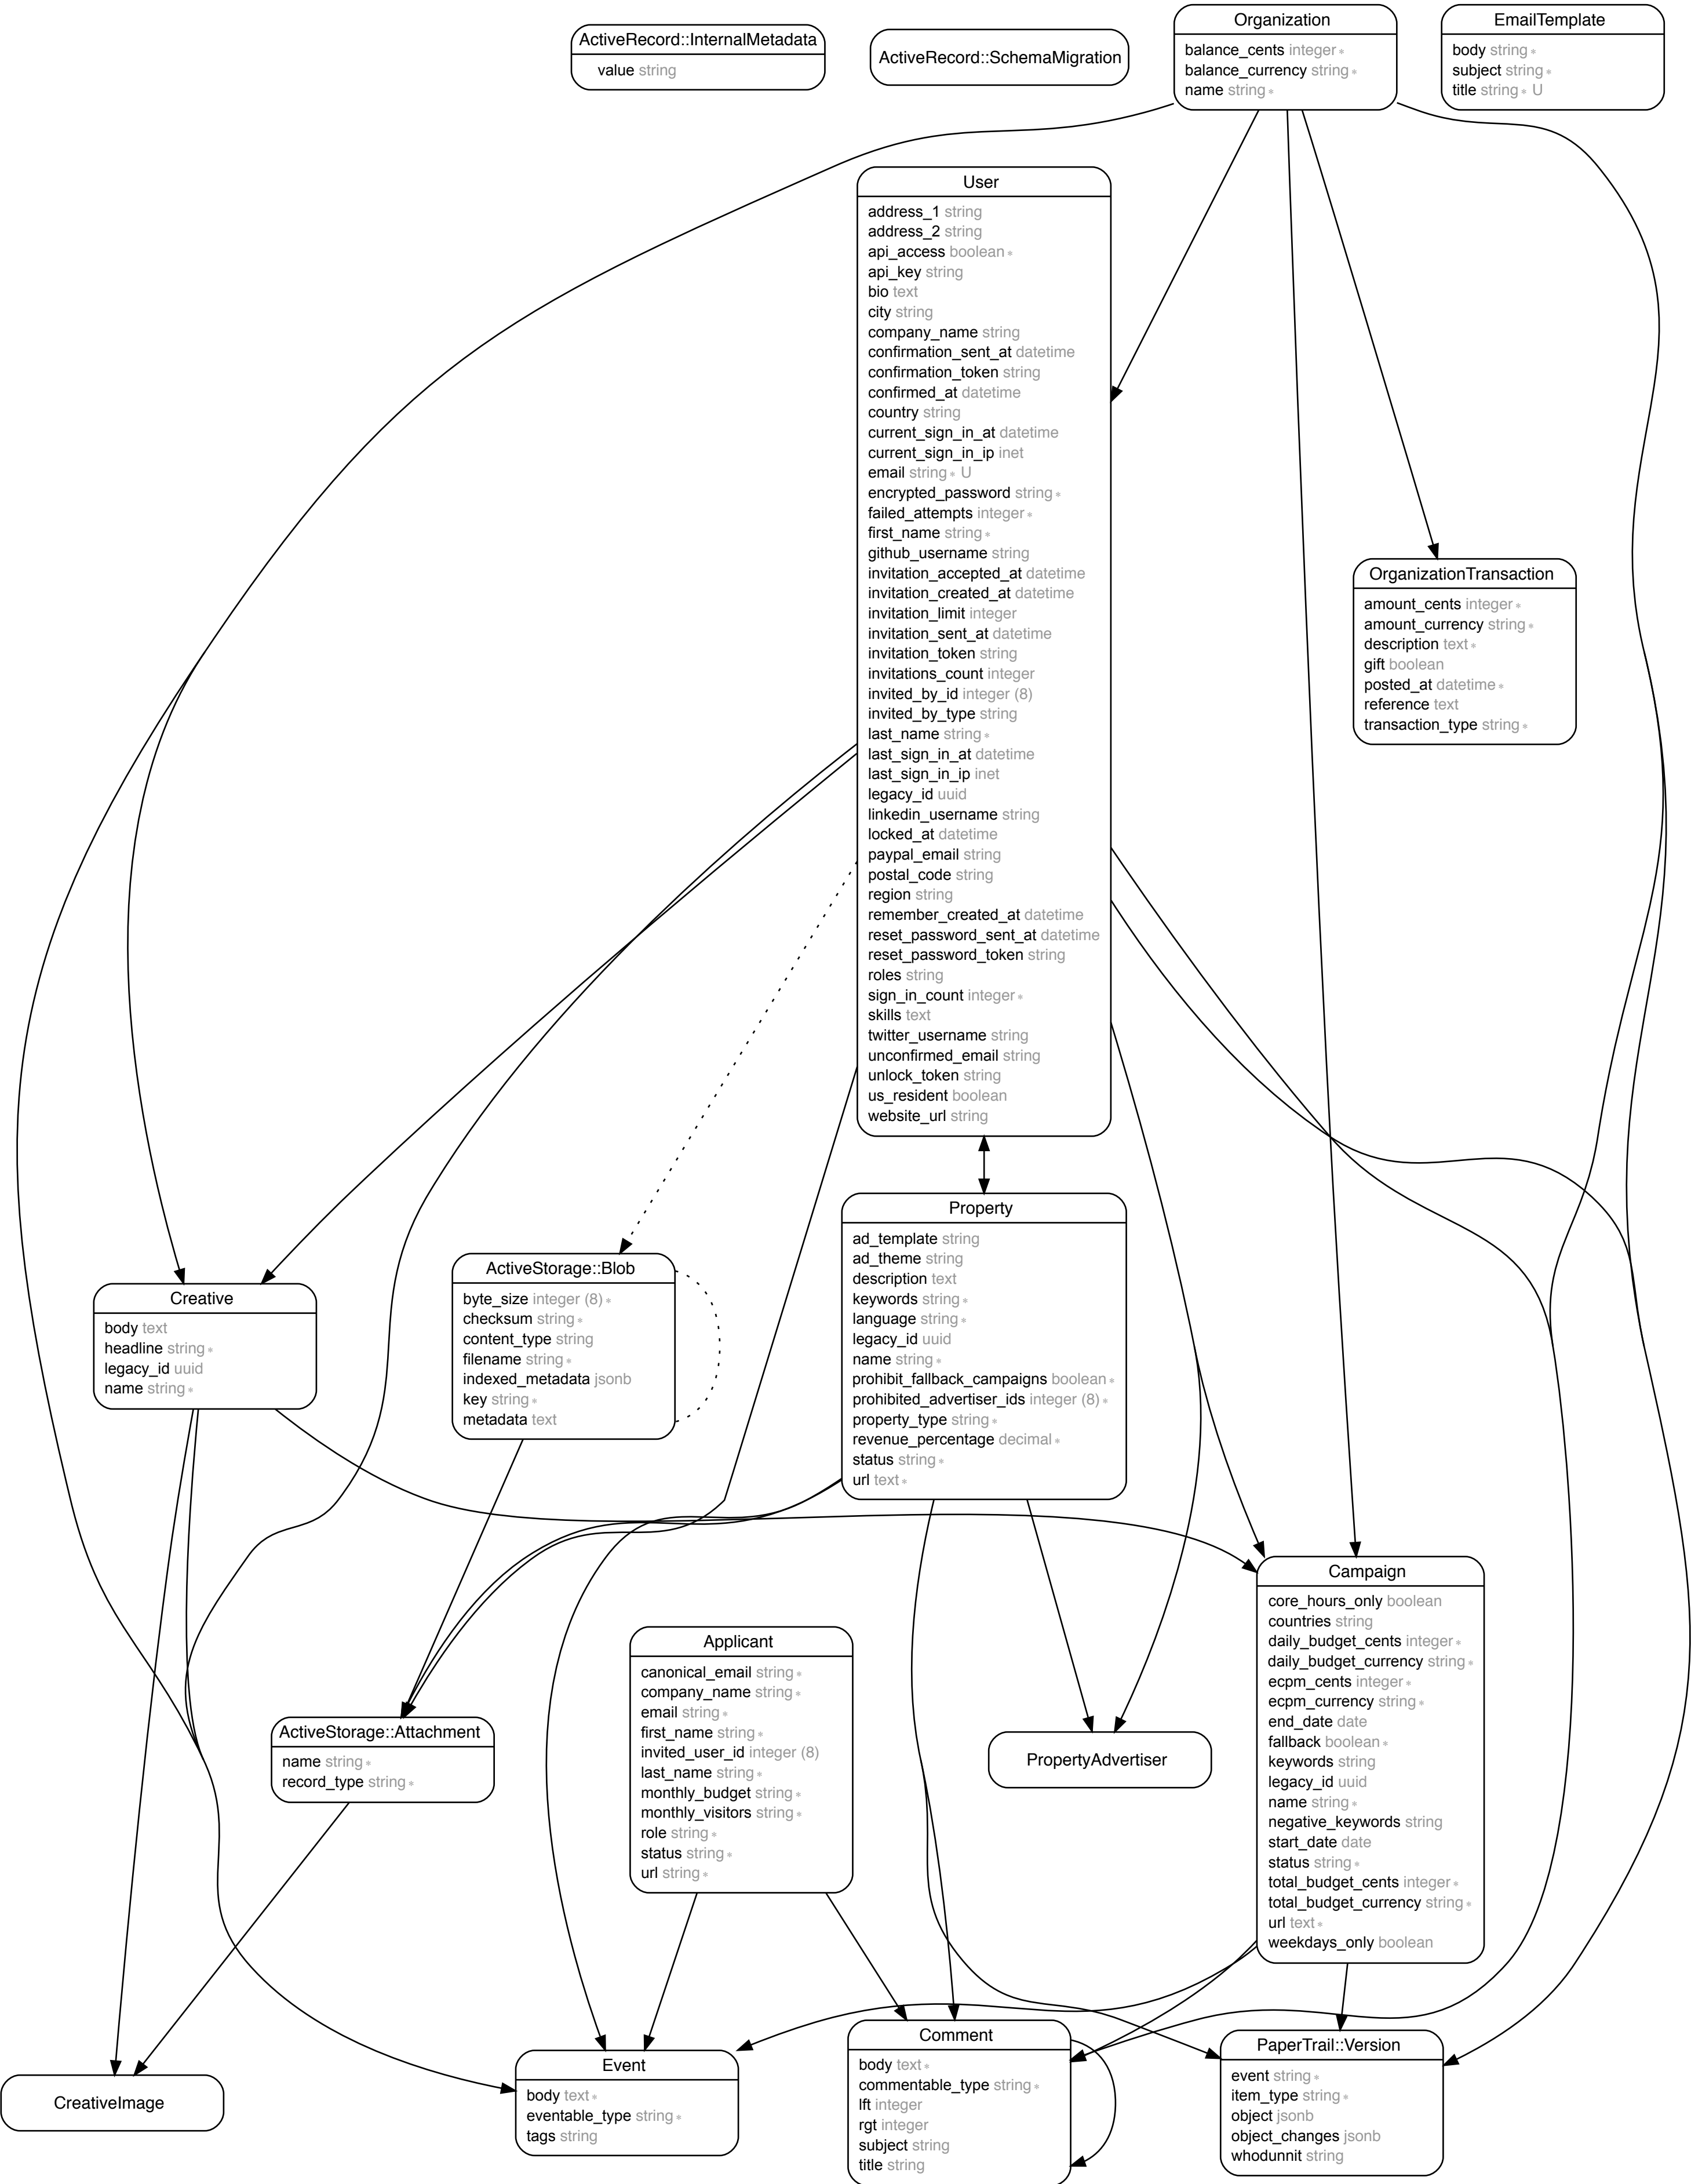 ActiveRecord::InternalMetadata
value string
ActiveRecord::SchemaMigration
Organization
balance_cents integer ∗
balance_currency string ∗
name string ∗
EmailTemplate
body string ∗
subject string ∗
title string ∗ U
User
address_1 string
address_2 string
api_access boolean ∗
api_key string
bio text
city string
company_name string
confirmation_sent_at datetime
confirmation_token string
confirmed_at datetime
country string
current_sign_in_at datetime
current_sign_in_ip inet
email string ∗ U
encrypted_password string ∗
failed_attempts integer ∗
first_name string ∗
github_username string
invitation_accepted_at datetime
invitation_created_at datetime
invitation_limit integer
invitation_sent_at datetime
invitation_token string
invitations_count integer
invited_by_id integer (8)
invited_by_type string
last_name string ∗
last_sign_in_at datetime
last_sign_in_ip inet
legacy_id uuid
linkedin_username string
locked_at datetime
paypal_email string
postal_code string
region string
remember_created_at datetime
reset_password_sent_at datetime
reset_password_token string
roles string
sign_in_count integer ∗
skills text
twitter_username string
unconfirmed_email string
unlock_token string
us_resident boolean
website_url string
OrganizationTransaction
amount_cents integer ∗
amount_currency string ∗
description text ∗
gift boolean
posted_at datetime ∗
reference text
transaction_type string ∗
Property
ad_template string
ad_theme string
description text
keywords string ∗
language string ∗
legacy_id uuid
name string ∗
prohibit_fallback_campaigns boolean ∗
prohibited_advertiser_ids integer (8) ∗
property_type string ∗
revenue_percentage decimal ∗
status string ∗
url text ∗
ActiveStorage::Blob
byte_size integer (8) ∗
checksum string ∗
content_type string
filename string ∗
indexed_metadata jsonb
key string ∗
metadata text
Creative
body text
headline string ∗
legacy_id uuid
name string ∗
Campaign
core_hours_only boolean
countries string
daily_budget_cents integer ∗
daily_budget_currency string ∗
ecpm_cents integer ∗
ecpm_currency string ∗
end_date date
fallback boolean ∗
keywords string
legacy_id uuid
name string ∗
negative_keywords string
start_date date
status string ∗
total_budget_cents integer ∗
total_budget_currency string ∗
url text ∗
weekdays_only boolean
Applicant
canonical_email string ∗
company_name string ∗
email string ∗
first_name string ∗
invited_user_id integer (8)
last_name string ∗
monthly_budget string ∗
monthly_visitors string ∗
role string ∗
status string ∗
url string ∗
ActiveStorage::Attachment
name string ∗
record_type string ∗
PropertyAdvertiser
CreativeImage
Event
body text ∗
eventable_type string ∗
tags string
Comment
body text ∗
commentable_type string ∗
lft integer
rgt integer
subject string
title string
PaperTrail::Version
event string ∗
item_type string ∗
object jsonb
object_changes jsonb
whodunnit string